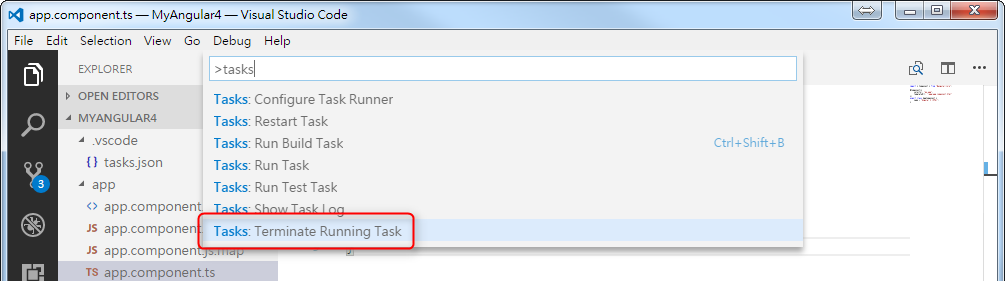 app.component.ts — MyAngular4 — Visual Studio Code
File Edit Selection View Go Debug Help
EXPLORER
>tasks
OPEN EDITORS
Tasks: Configure Task Runner
MYANGULAR4
Tasks: Restart Task
.vscode
Tasks: Run Build Task Ctrl+Shift+B
{ } tasks.json
Tasks: Run Task
app
Tasks: Run Test Task
<> app.component
Tasks: Show Task Log
JS app.component
Tasks: Terminate Running Task
3
JS app.component.js.map
TS app.component.ts
}